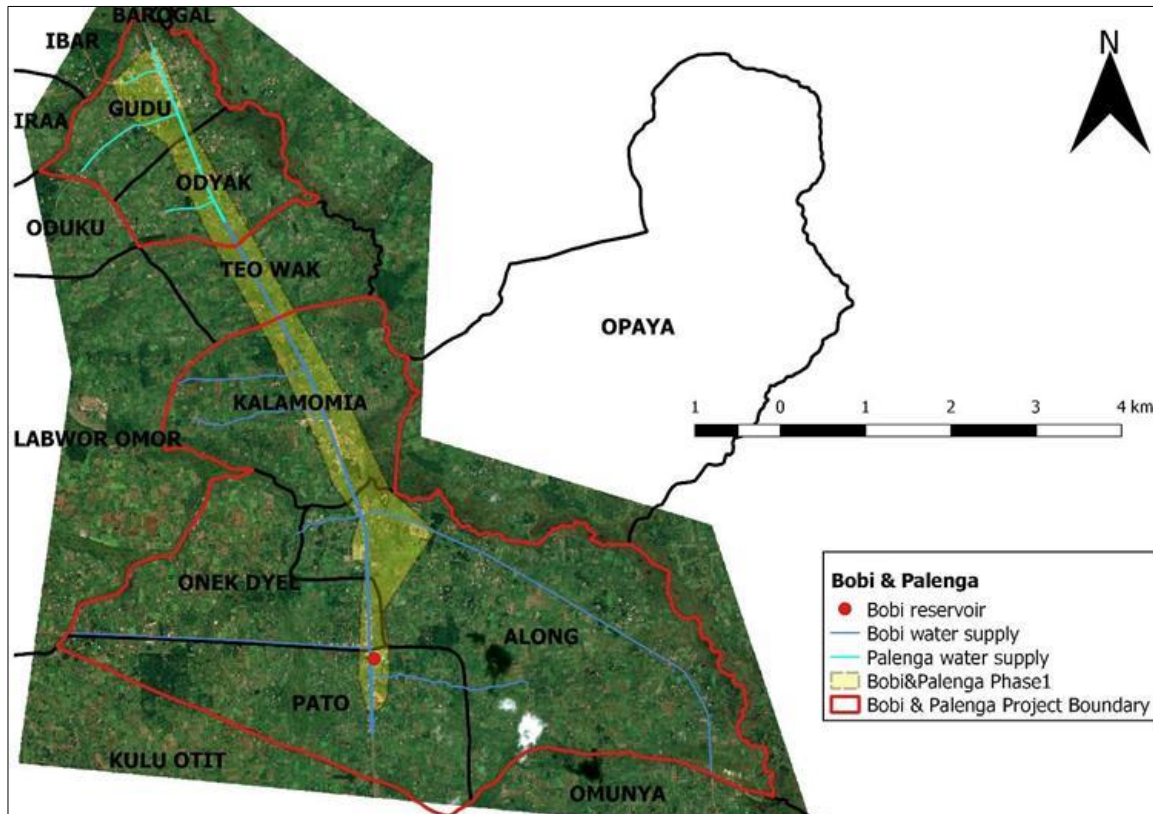 BAROGAL
IBAR
N
GUDU
IRAA
ODYAK
ODUKU
TEO WAK
OPAYA
KALAMOMIA
1 0 1 2 3 4 km
LABWOR OMOR
ONEK DYEL
ALONG
PATO
KULU OTIT
OMUNYA
Bobi & Palenga
Bobi reservoir
Bobi water supply
Palenga water supply
Bobi&Palenga Phase1
Bobi & Palenga Project Boundary